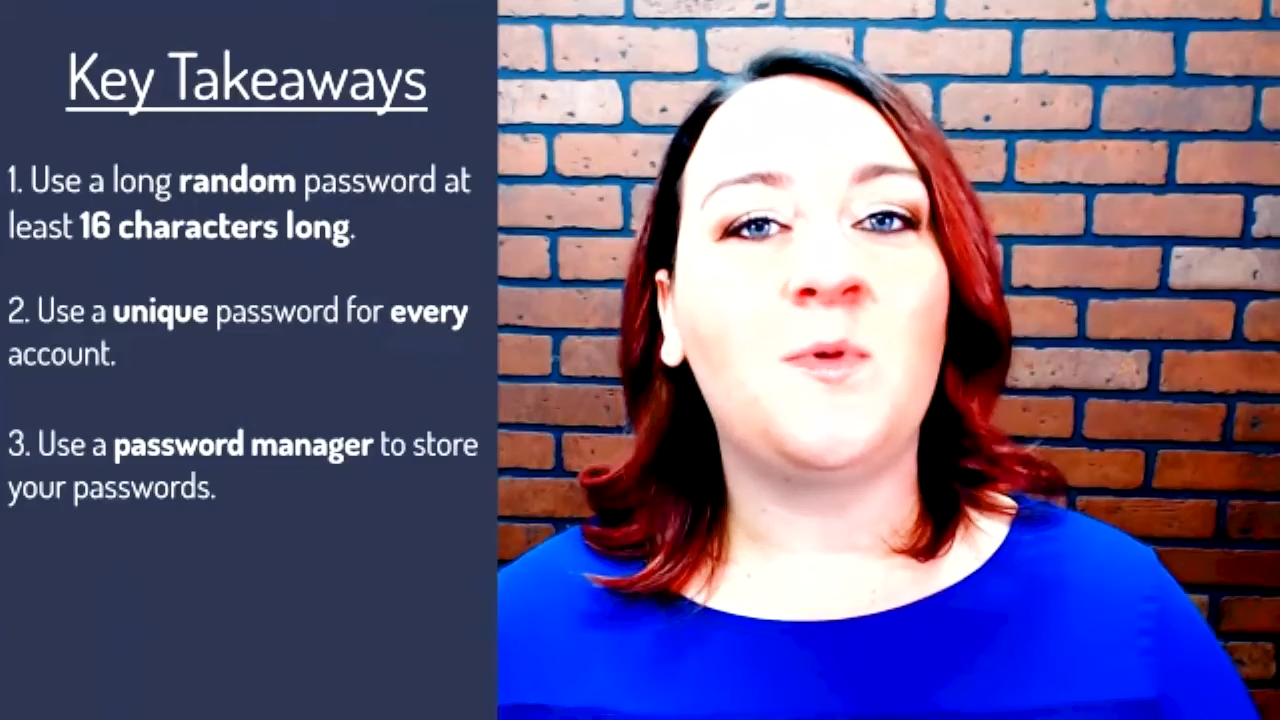 Key Takeaways
1. Use a long random password at
least 16 characters long.
2. Use a unique password for every
account.
3. Use a password manager to store
your passwords.